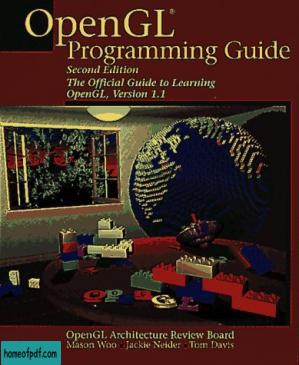 OpenGL®
Programming Guide
Second Edition
The Official Guide to Learning
OpenGL, Version 1.1
OpenGL Architecture Review Board
Mason Woo • Jackie Neider • Tom Davis
homeofpdf.com